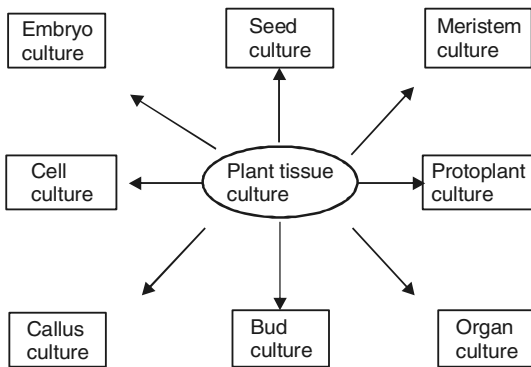 Embryo
culture
Seed
culture
Meristem
culture
Cell
culture
Plant tissue
culture
Protoplant
culture
Callus
culture
Bud
culture
Organ
culture